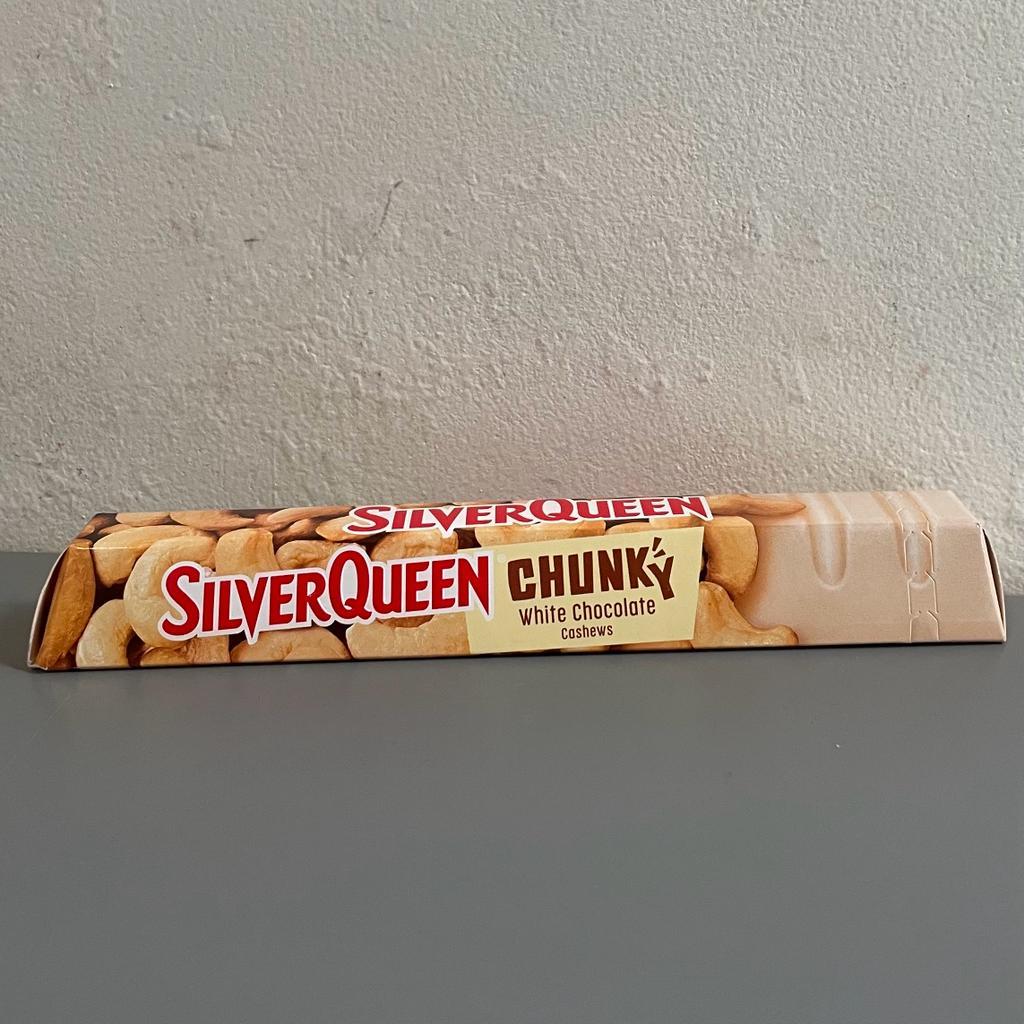 SILVERQUEEN
SILVERQUEEN
CHUNKY
White Chocolate
Cashews